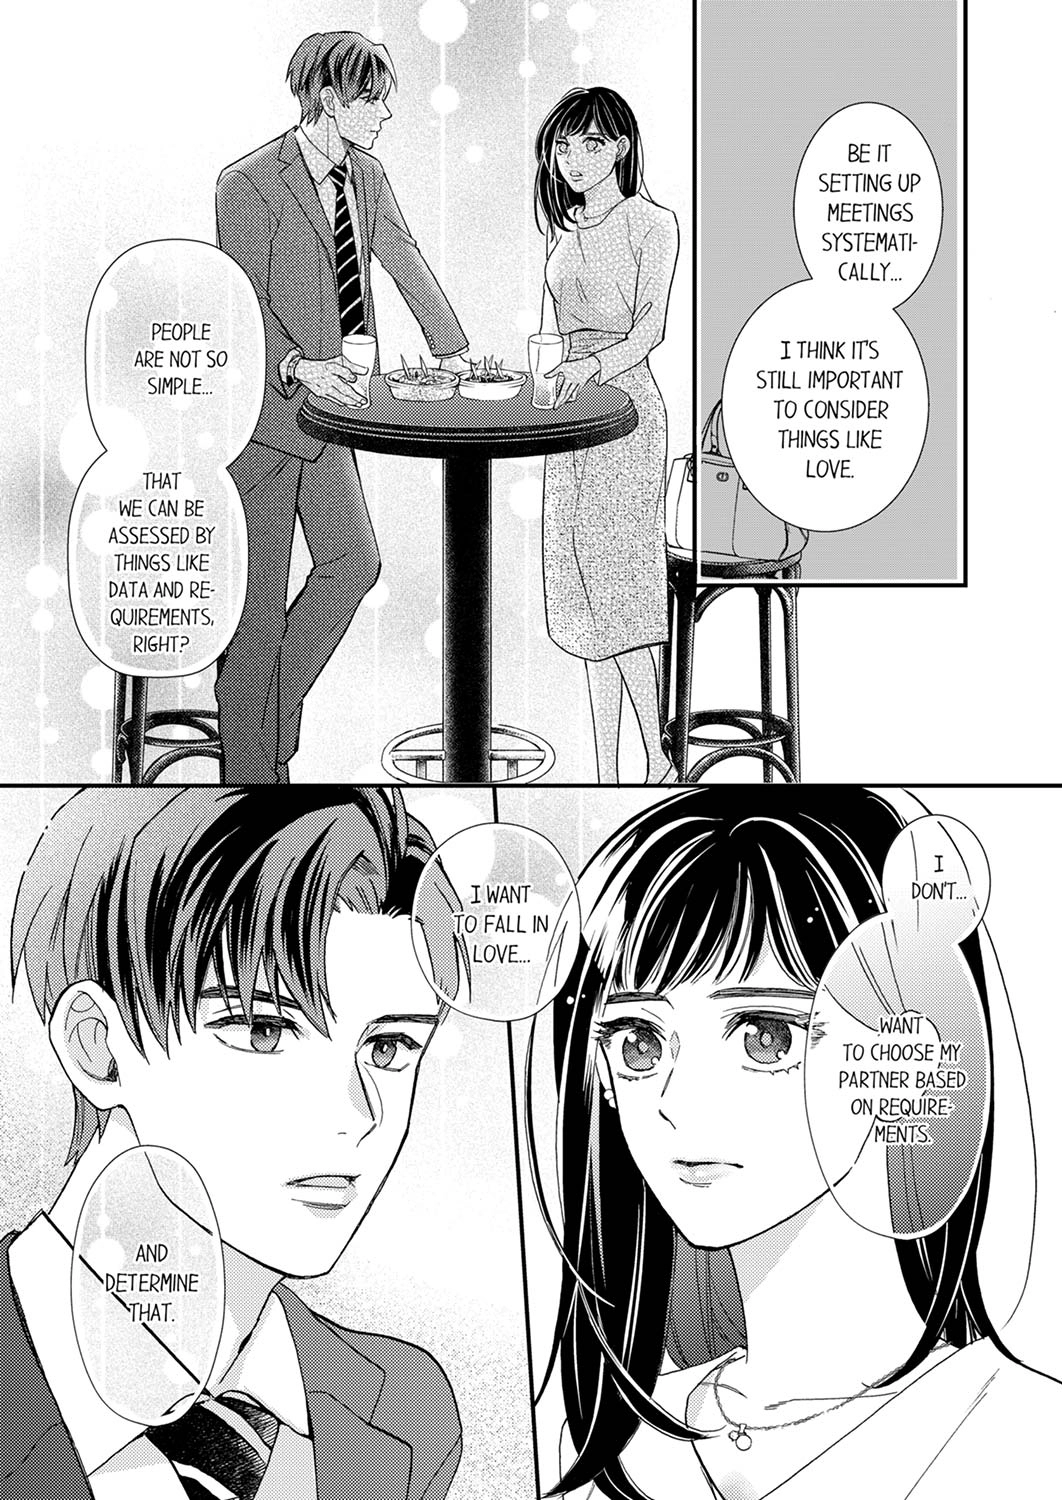 BE IT
SETTING UP
MEETINGS
SYSTEMATI-
CALLY...
I THINK IT'S
STILL IMPORTANT
TO CONSIDER
THINGS LIKE
LOVE.
PEOPLE
ARE NOT SO
SIMPLE...
THAT
WE CAN BE
ASSESSED BY
THINGS LIKE
DATA AND RE-
QUIREMENTS,
RIGHT?
I
DON'T...
WANT
TO CHOOSE MY
PARTNER BASED
ON REQUIRE-
MENTS.
I WANT
TO FALL IN
LOVE...
AND
DETERMINE
THAT.